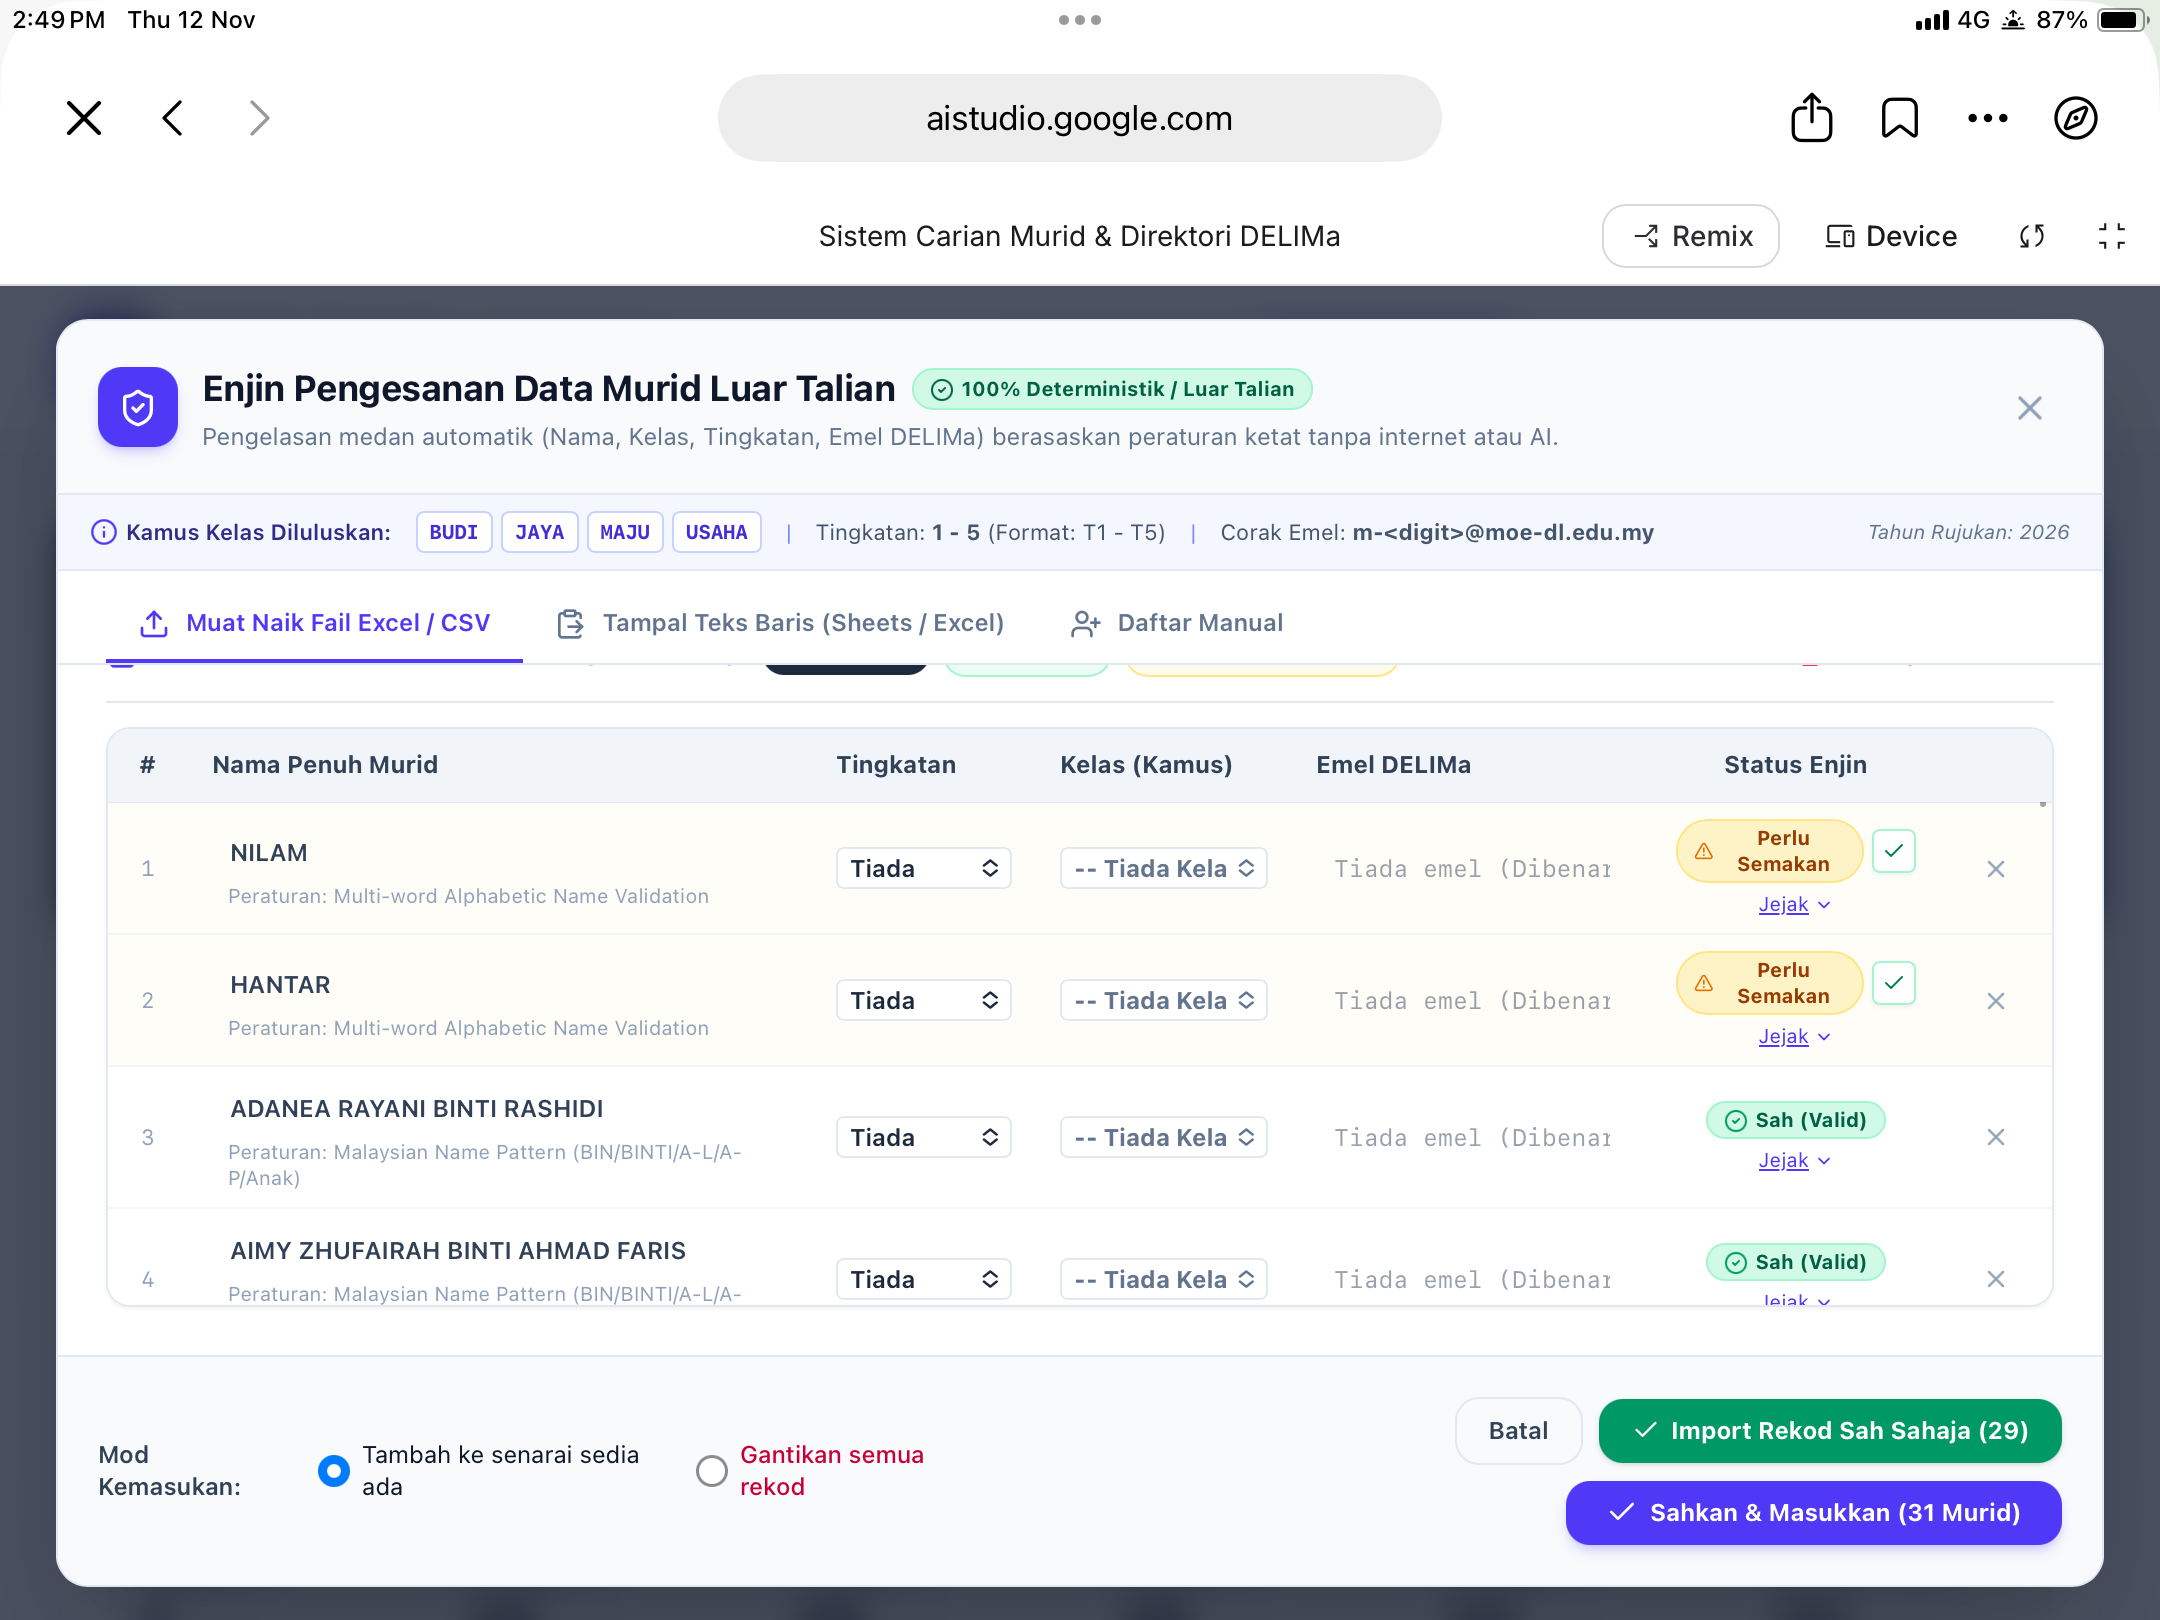 2:49 PM Thu 12 Nov
4G 87%
aistudio.google.com
Sistem Carian Murid & Direktori DELIMa
Remix
Device
Enjin Pengesanan Data Murid Luar Talian
100% Deterministik / Luar Talian
Pengelasan medan automatik (Nama, Kelas, Tingkatan, Emel DELIMa) berasaskan peraturan ketat tanpa internet atau AI.
Kamus Kelas Diluluskan: BUDI JAYA MAJU USAHA | Tingkatan: 1 - 5 (Format: T1 - T5) | Corak Emel: m-<digit>@moe-dl.edu.my
Tahun Rujukan: 2026
Muat Naik Fail Excel / CSV
Tampal Teks Baris (Sheets / Excel)
Daftar Manual
# Nama Penuh Murid Tingkatan Kelas (Kamus) Emel DELIMa Status Enjin
1
NILAM
Peraturan: Multi-word Alphabetic Name Validation
Tiada
-- Tiada Kela
Tiada emel (Dibenar
Perlu
Semakan
Jejak
2
HANTAR
Peraturan: Multi-word Alphabetic Name Validation
Tiada
-- Tiada Kela
Tiada emel (Dibenar
Perlu
Semakan
Jejak
3
ADANEA RAYANI BINTI RASHIDI
Peraturan: Malaysian Name Pattern (BIN/BINTI/A-L/A-
P/Anak)
Tiada
-- Tiada Kela
Tiada emel (Dibenar
Sah (Valid)
Jejak
4
AIMY ZHUFAIRAH BINTI AHMAD FARIS
Peraturan: Malaysian Name Pattern (BIN/BINTI/A-L/A-
Tiada
-- Tiada Kela
Tiada emel (Dibenar
Sah (Valid)
Jejak
Mod
Kemasukan:
Tambah ke senarai sedia
ada
Gantikan semua
rekod
Batal
Import Rekod Sah Sahaja (29)
Sahkan & Masukkan (31 Murid)